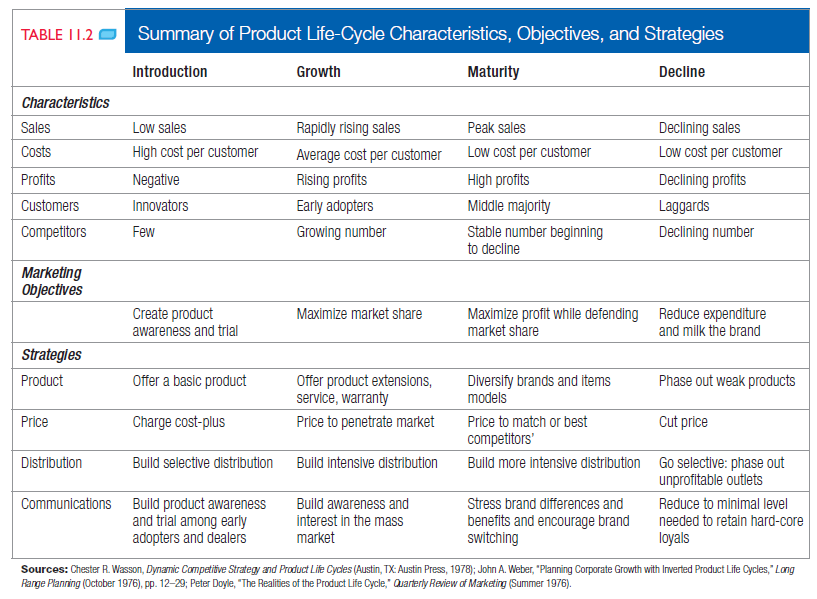 TABLE 11.2 Summary of Product Life-Cycle Characteristics, Objectives, and Strategies
Introduction Growth Maturity Decline
Characteristics
Sales Low sales Rapidly rising sales Peak sales Declining sales
Costs High cost per customer Average cost per customer Low cost per customer Low cost per customer
Profits Negative Rising profits High profits Declining profits
Customers Innovators Early adopters Middle majority Laggards
Competitors Few Growing number Stable number beginning Declining number
to decline
Marketing
Objectives
Create product Maximize market share Maximize profit while defending Reduce expenditure
awareness and trial market share and milk the brand
Strategies
Product Offer a basic product Offer product extensions, Diversify brands and items Phase out weak products
service, warranty models
Price Charge cost-plus Price to penetrate market Price to match or best Cut price
competitors’
Distribution Build selective distribution Build intensive distribution Build more intensive distribution Go selective: phase out
unprofitable outlets
Communications Build product awareness Build awareness and Stress brand differences and Reduce to minimal level
and trial among early interest in the mass benefits and encourage brand needed to retain hard-core
adopters and dealers market switching loyals
Sources: Chester R. Wasson, Dynamic Competitive Strategy and Product Life Cycles (Austin, TX: Austin Press, 1978); John A. Weber, "Planning Corporate Growth with Inverted Product Life Cycles," Long
Range Planning (October 1976), pp. 12–29; Peter Doyle, "The Realities of the Product Life Cycle," Quarterly Review of Marketing (Summer 1976).